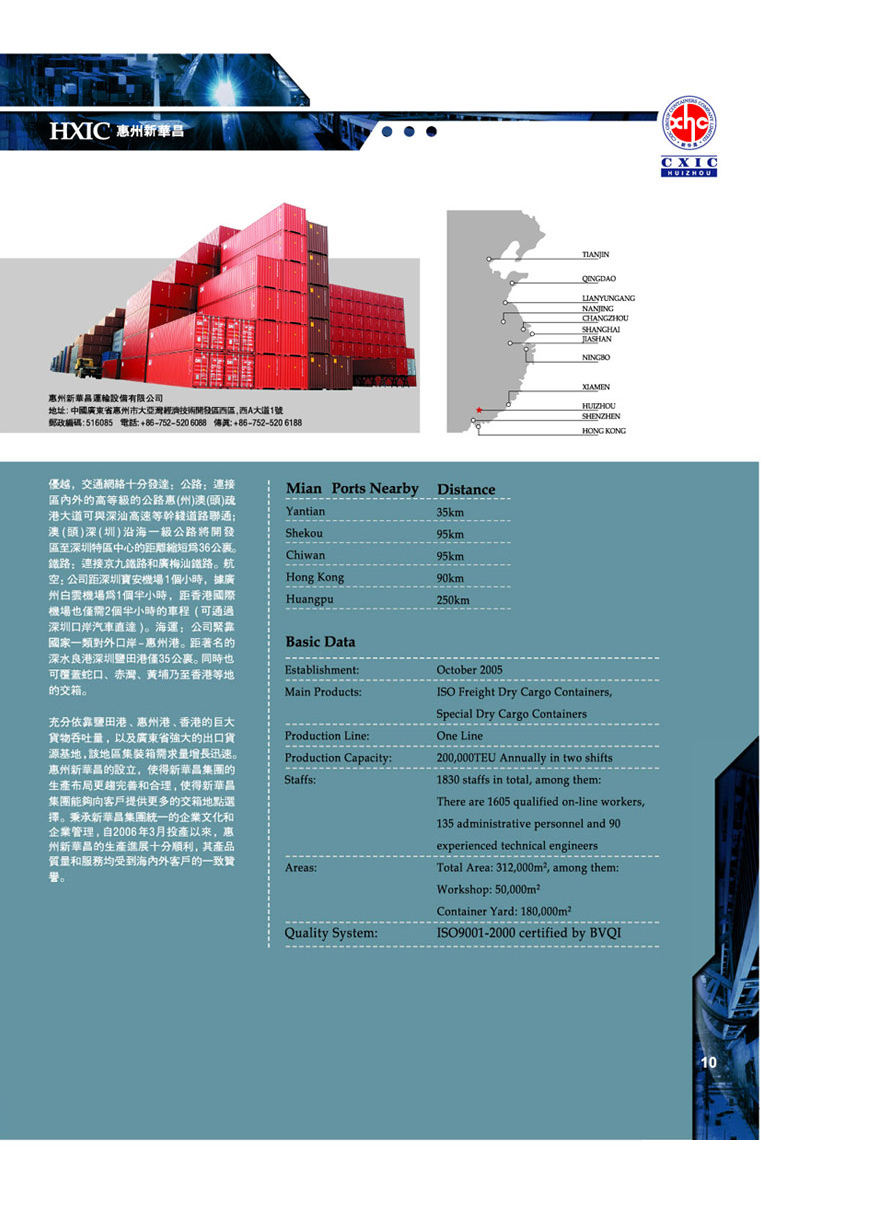 HXIC 惠州新華昌
CXIC GROUP CONTAINERS COMPANY LIMITED
xhc
新華昌
CXIC
HUIZHOU
TIANJIN
QINGDAO
LIANYUNGANG
NANJING
CHANGZHOU
SHANGHAI
JIASHAN
NINGBO
XIAMEN
HUIZHOU
SHENZHEN
HONG KONG
惠州新華昌運輸設備有限公司
地址：中國廣東省惠州市大亞灣經濟技術開發區西區，西A大道1號
郵政編碼：516085 電話：+86-752-520 6088 傳真：+86-752-520 6188
優越，交通網絡十分發達；公路：連接
區內外的高等級的公路惠(州)澳(頭)疏
港大道可與深汕高速等幹綫道路聯通；
澳(頭)深(圳)沿海一級公路將開發
區至深圳特區中心的距離縮短爲36公裏。
鐵路：連接京九鐵路和廣梅汕鐵路。航
空：公司距深圳寶安機場1個小時，據廣
州白雲機場爲1個半小時，距香港國際
機場也僅需2個半小時的車程（可通過
深圳口岸汽車直達）。海運：公司緊靠
國家一類對外口岸–惠州港。距著名的
深水良港深圳鹽田港僅35公裏。同時也
可覆蓋蛇口、赤灣、黃埔乃至香港等地
的交箱。
充分依靠鹽田港、惠州港、香港的巨大
貨物吞吐量，以及廣東省強大的出口貨
源基地，該地區集裝箱需求量增長迅速。
惠州新華昌的設立，使得新華昌集團的
生產布局更趨完善和合理，使得新華昌
集團能夠向客戶提供更多的交箱地點選
擇。秉承新華昌集團統一的企業文化和
企業管理，自2006年3月投產以來，惠
州新華昌的生產進展十分順利，其產品
質量和服務均受到海內外客戶的一致贊
譽。
Mian Ports Nearby Distance
Yantian 35km
Shekou 95km
Chiwan 95km
Hong Kong 90km
Huangpu 250km
Basic Data
Establishment: October 2005
Main Products: ISO Freight Dry Cargo Containers,
Special Dry Cargo Containers
Production Line: One Line
Production Capacity: 200,000TEU Annually in two shifts
Staffs: 1830 staffs in total, among them:
There are 1605 qualified on-line workers,
135 administrative personnel and 90
experienced technical engineers
Areas: Total Area: 312,000m², among them:
Workshop: 50,000m²
Container Yard: 180,000m²
Quality System: ISO9001-2000 certified by BVQI
10